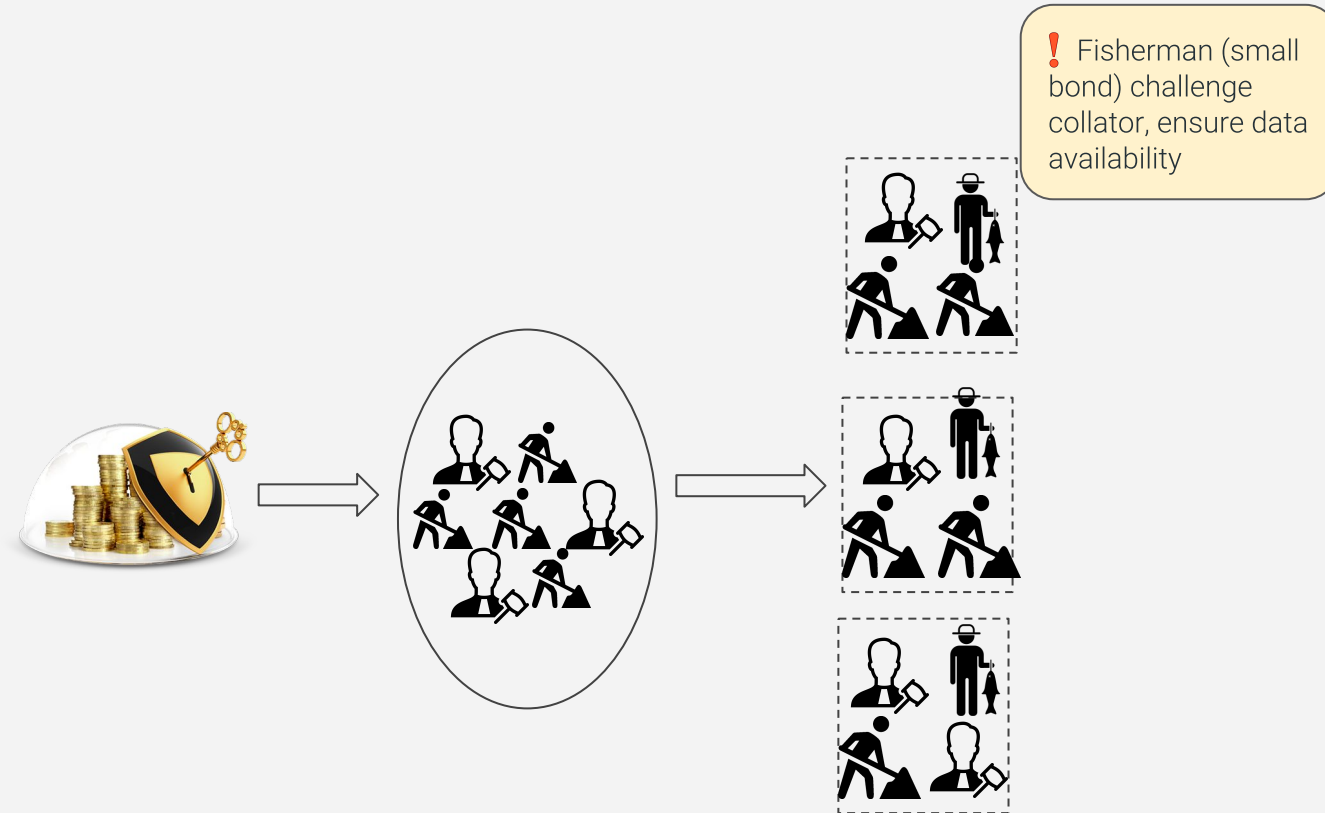 ❗ Fisherman (small
bond) challenge
collator, ensure data
availability